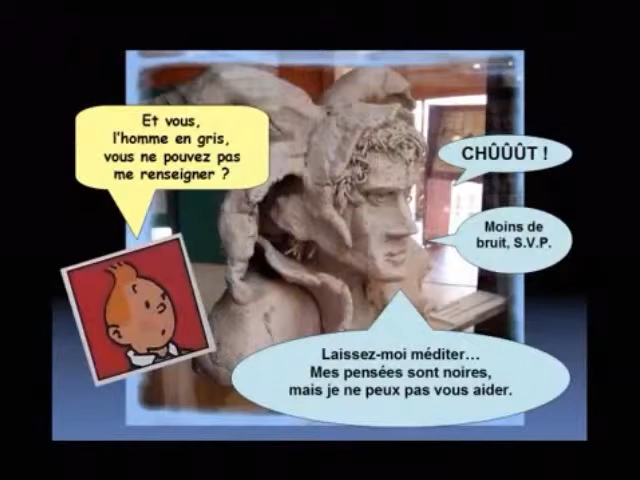 Et vous,
l'homme en gris,
vous ne pouvez pas
me renseigner ?
CHÛÛÛT !
Moins de
bruit, S.V.P.
Laissez-moi méditer...
Mes pensées sont noires,
mais je ne peux pas vous aider.